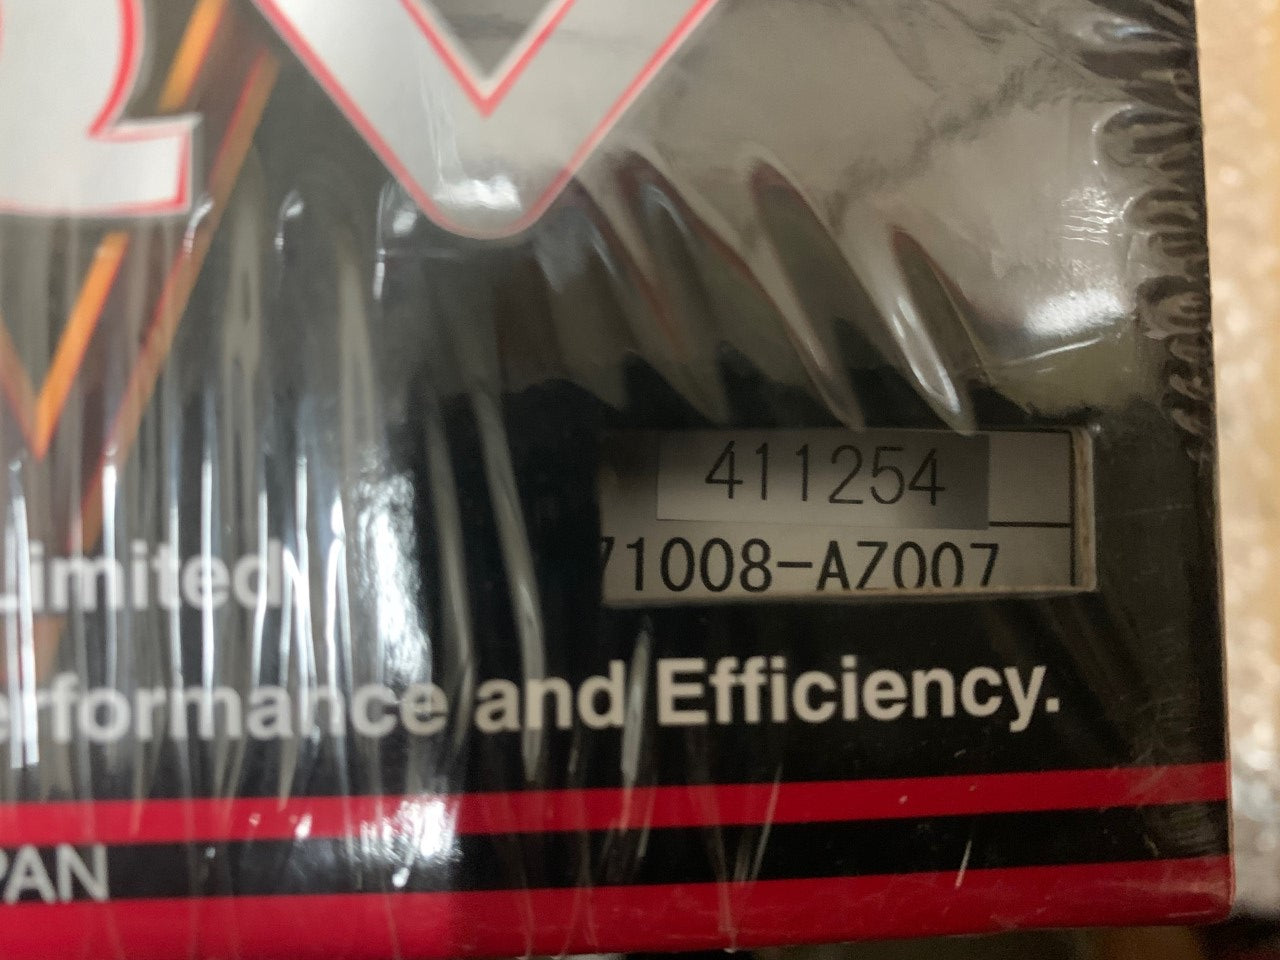 V
411254
71008-AZ007
Limited
erformance and Efficiency.
PAN